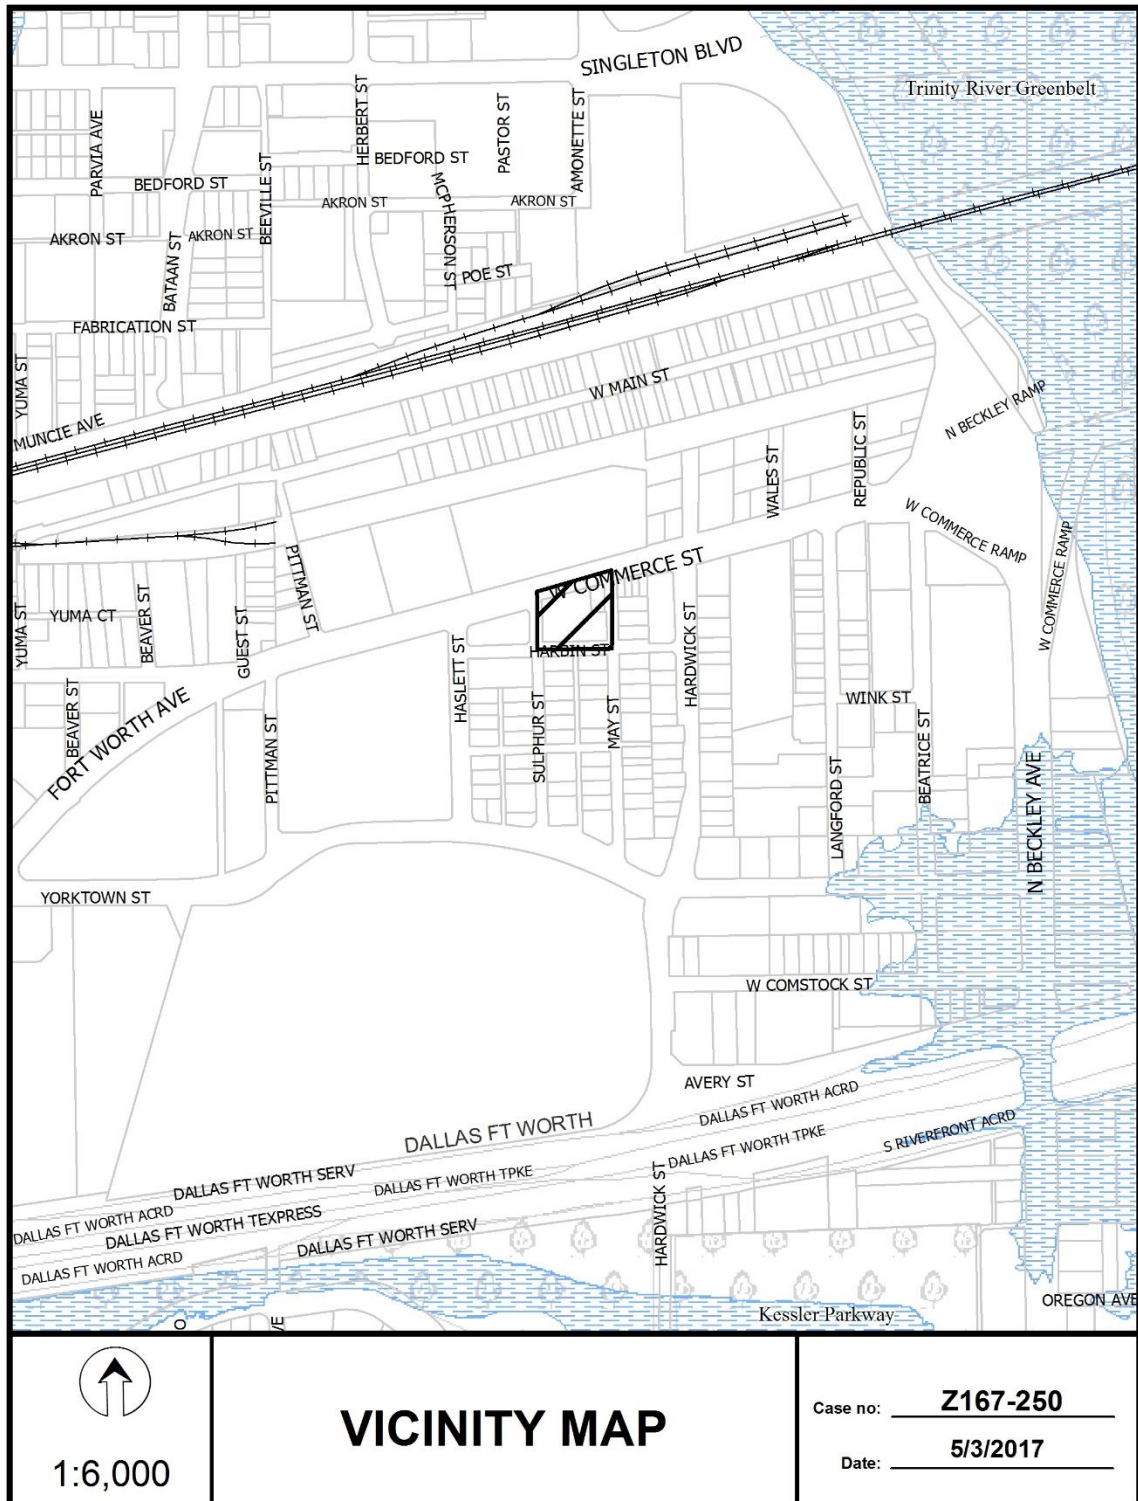 SINGLETON BLVD
Trinity River Greenbelt
PARVIA AVE
HERBERT ST
PASTOR ST
AMONETTE ST
BEDFORD ST
BEDFORD ST
BEEVILLE ST
MCPHERSON ST
AKRON ST
AKRON ST
AKRON ST
AKRON ST
BATAAN ST
POE ST
FABRICATION ST
YUMA ST
W MAIN ST
MUNCIE AVE
N BECKLEY RAMP
REPUBLIC ST
WALES ST
W COMMERCE RAMP
W COMMERCE RAMP
PITTMAN ST
W COMMERCE ST
YUMA ST
YUMA CT
BEAVER ST
GUEST ST
HASLETT ST
HARBIN ST
HARDWICK ST
BEAVER ST
FORT WORTH AVE
PITTMAN ST
SULPHUR ST
MAY ST
WINK ST
BEATRICE ST
LANGFORD ST
N BECKLEY AVE
YORKTOWN ST
W COMSTOCK ST
AVERY ST
DALLAS FT WORTH
DALLAS FT WORTH ACRD
DALLAS FT WORTH TPKE
S RIVERFRONT ACRD
DALLAS FT WORTH SERV
DALLAS FT WORTH TPKE
HARDWICK ST
DALLAS FT WORTH ACRD
DALLAS FT WORTH TEXPRESS
DALLAS FT WORTH SERV
DALLAS FT WORTH ACRD
OREGON AVE
Kessler Parkway
O
VE
1:6,000
VICINITY MAP
Case no: Z167-250
Date: 5/3/2017